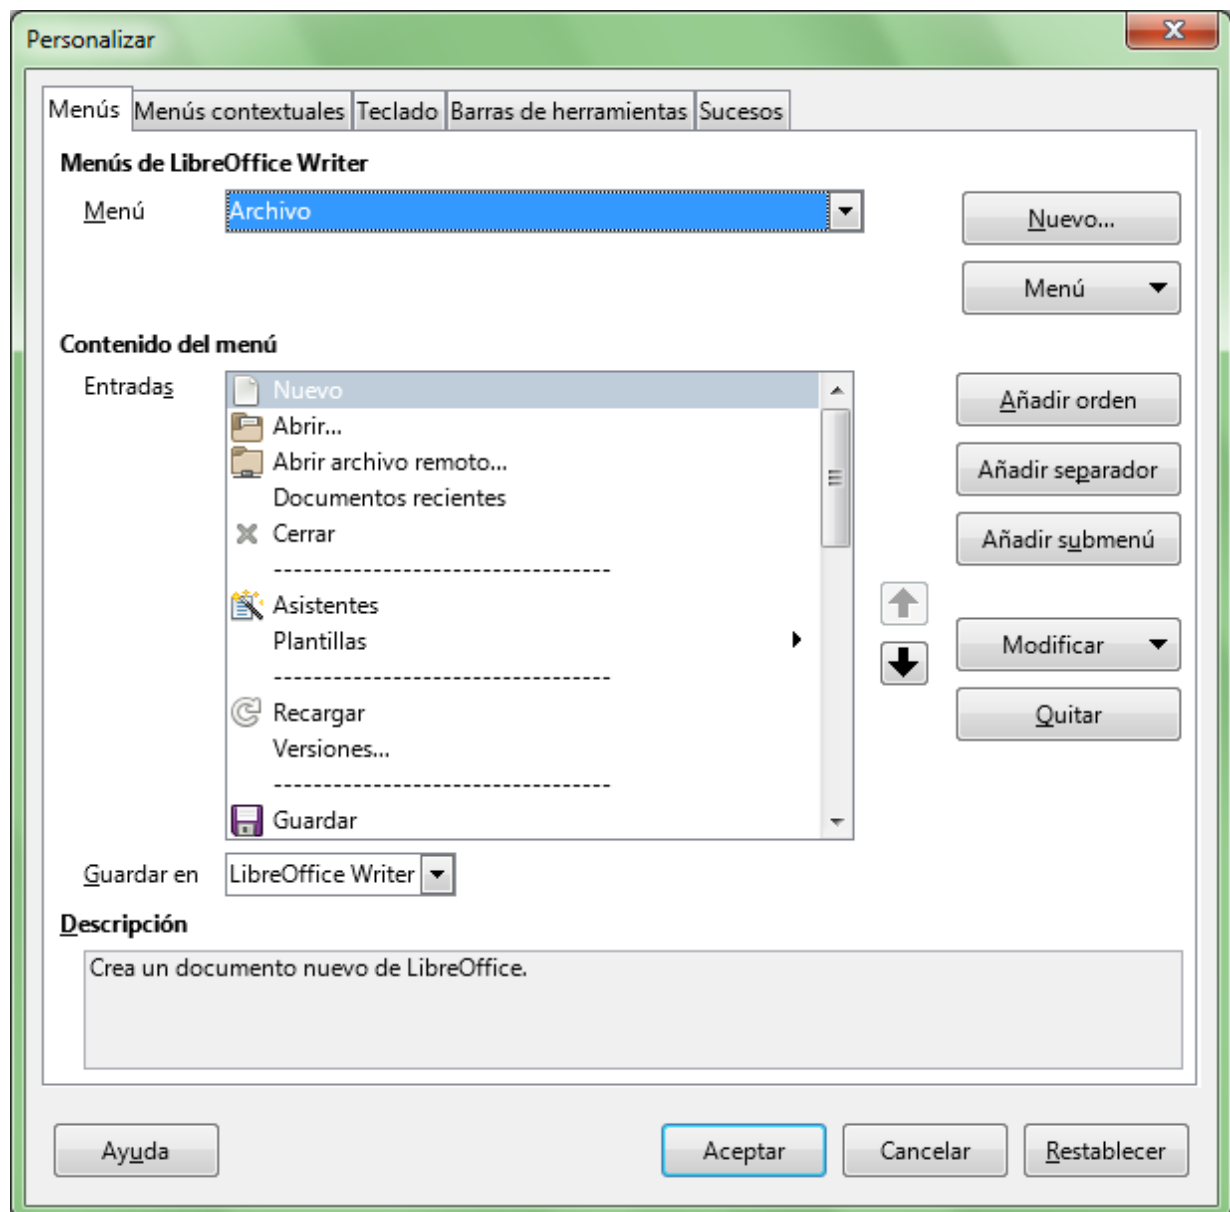 Personalizar
Menús Menús contextuales Teclado Barras de herramientas Sucesos
Menús de LibreOffice Writer
Menú Archivo Nuevo...
Menú
Contenido del menú
Entradas Nuevo Añadir orden
Abrir...
Abrir archivo remoto... Añadir separador
Documentos recientes
Cerrar Añadir submenú
----------------------------------
Asistentes
Plantillas Modificar
----------------------------------
Recargar Quitar
Versiones...
----------------------------------
Guardar
Guardar en LibreOffice Writer
Descripción
Crea un documento nuevo de LibreOffice.
Ayuda Aceptar Cancelar Restablecer